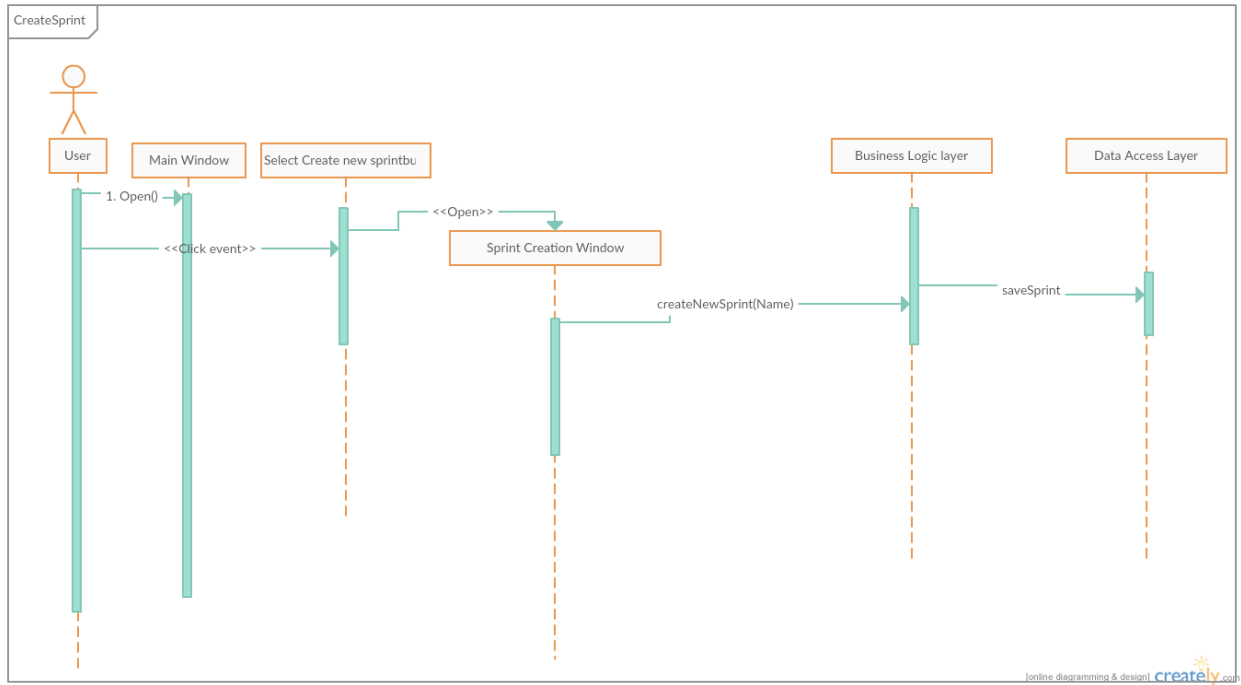 CreateSprint
User
Main Window
Select Create new sprintbu
Business Logic layer
Data Access Layer
1. Open()
<<Open>>
<<Click event>>
Sprint Creation Window
createNewSprint(Name)
saveSprint
[online diagramming & design] creately.com